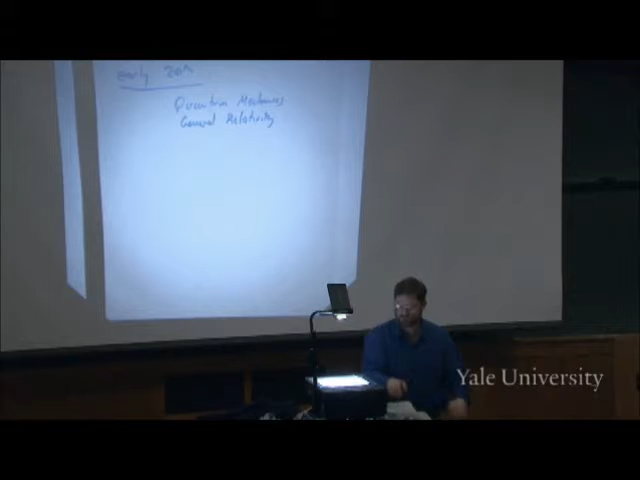 early 20th
Quantum Mechanics
General Relativity
Yale University